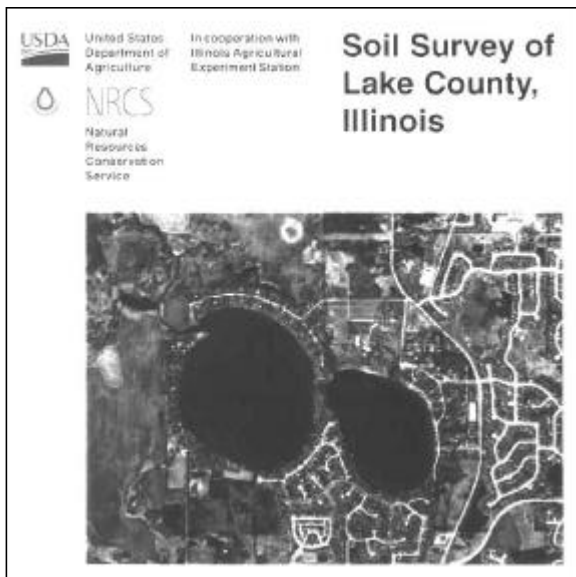 USDA
United States
Department of
Agriculture
NRCS
Natural
Resources
Conservation
Service
In cooperation with
Illinois Agricultural
Experiment Station
Soil Survey of
Lake County,
Illinois